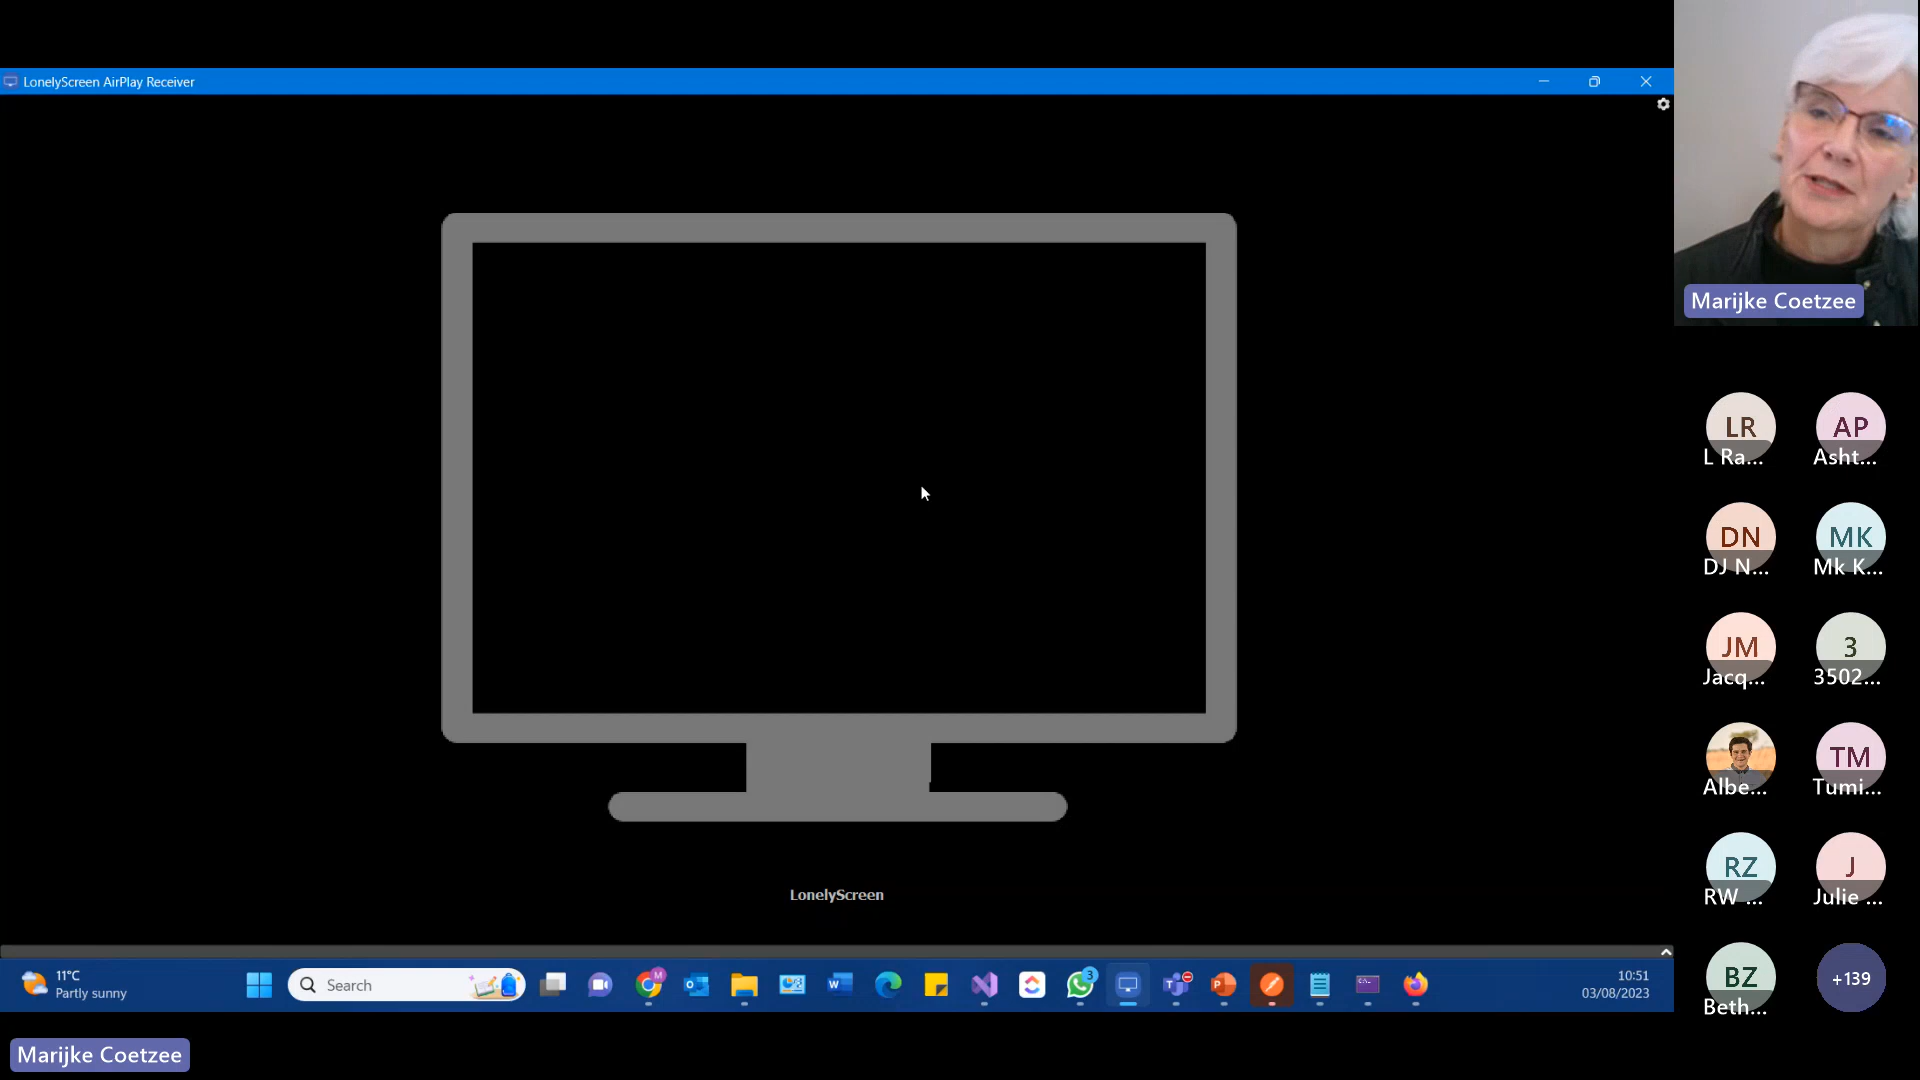 LonelyScreen AirPlay Receiver
Marijke Coetzee
LR
L Ra...
AP
Asht...
DN
DJ N...
MK
Mk K...
JM
Jacq...
3
3502...
Albe...
TM
Tumi...
RZ
RW ...
J
Julie ...
BZ
Beth...
+139
LonelyScreen
11°C
Partly sunny
Search
M
3
10:51
03/08/2023
Marijke Coetzee